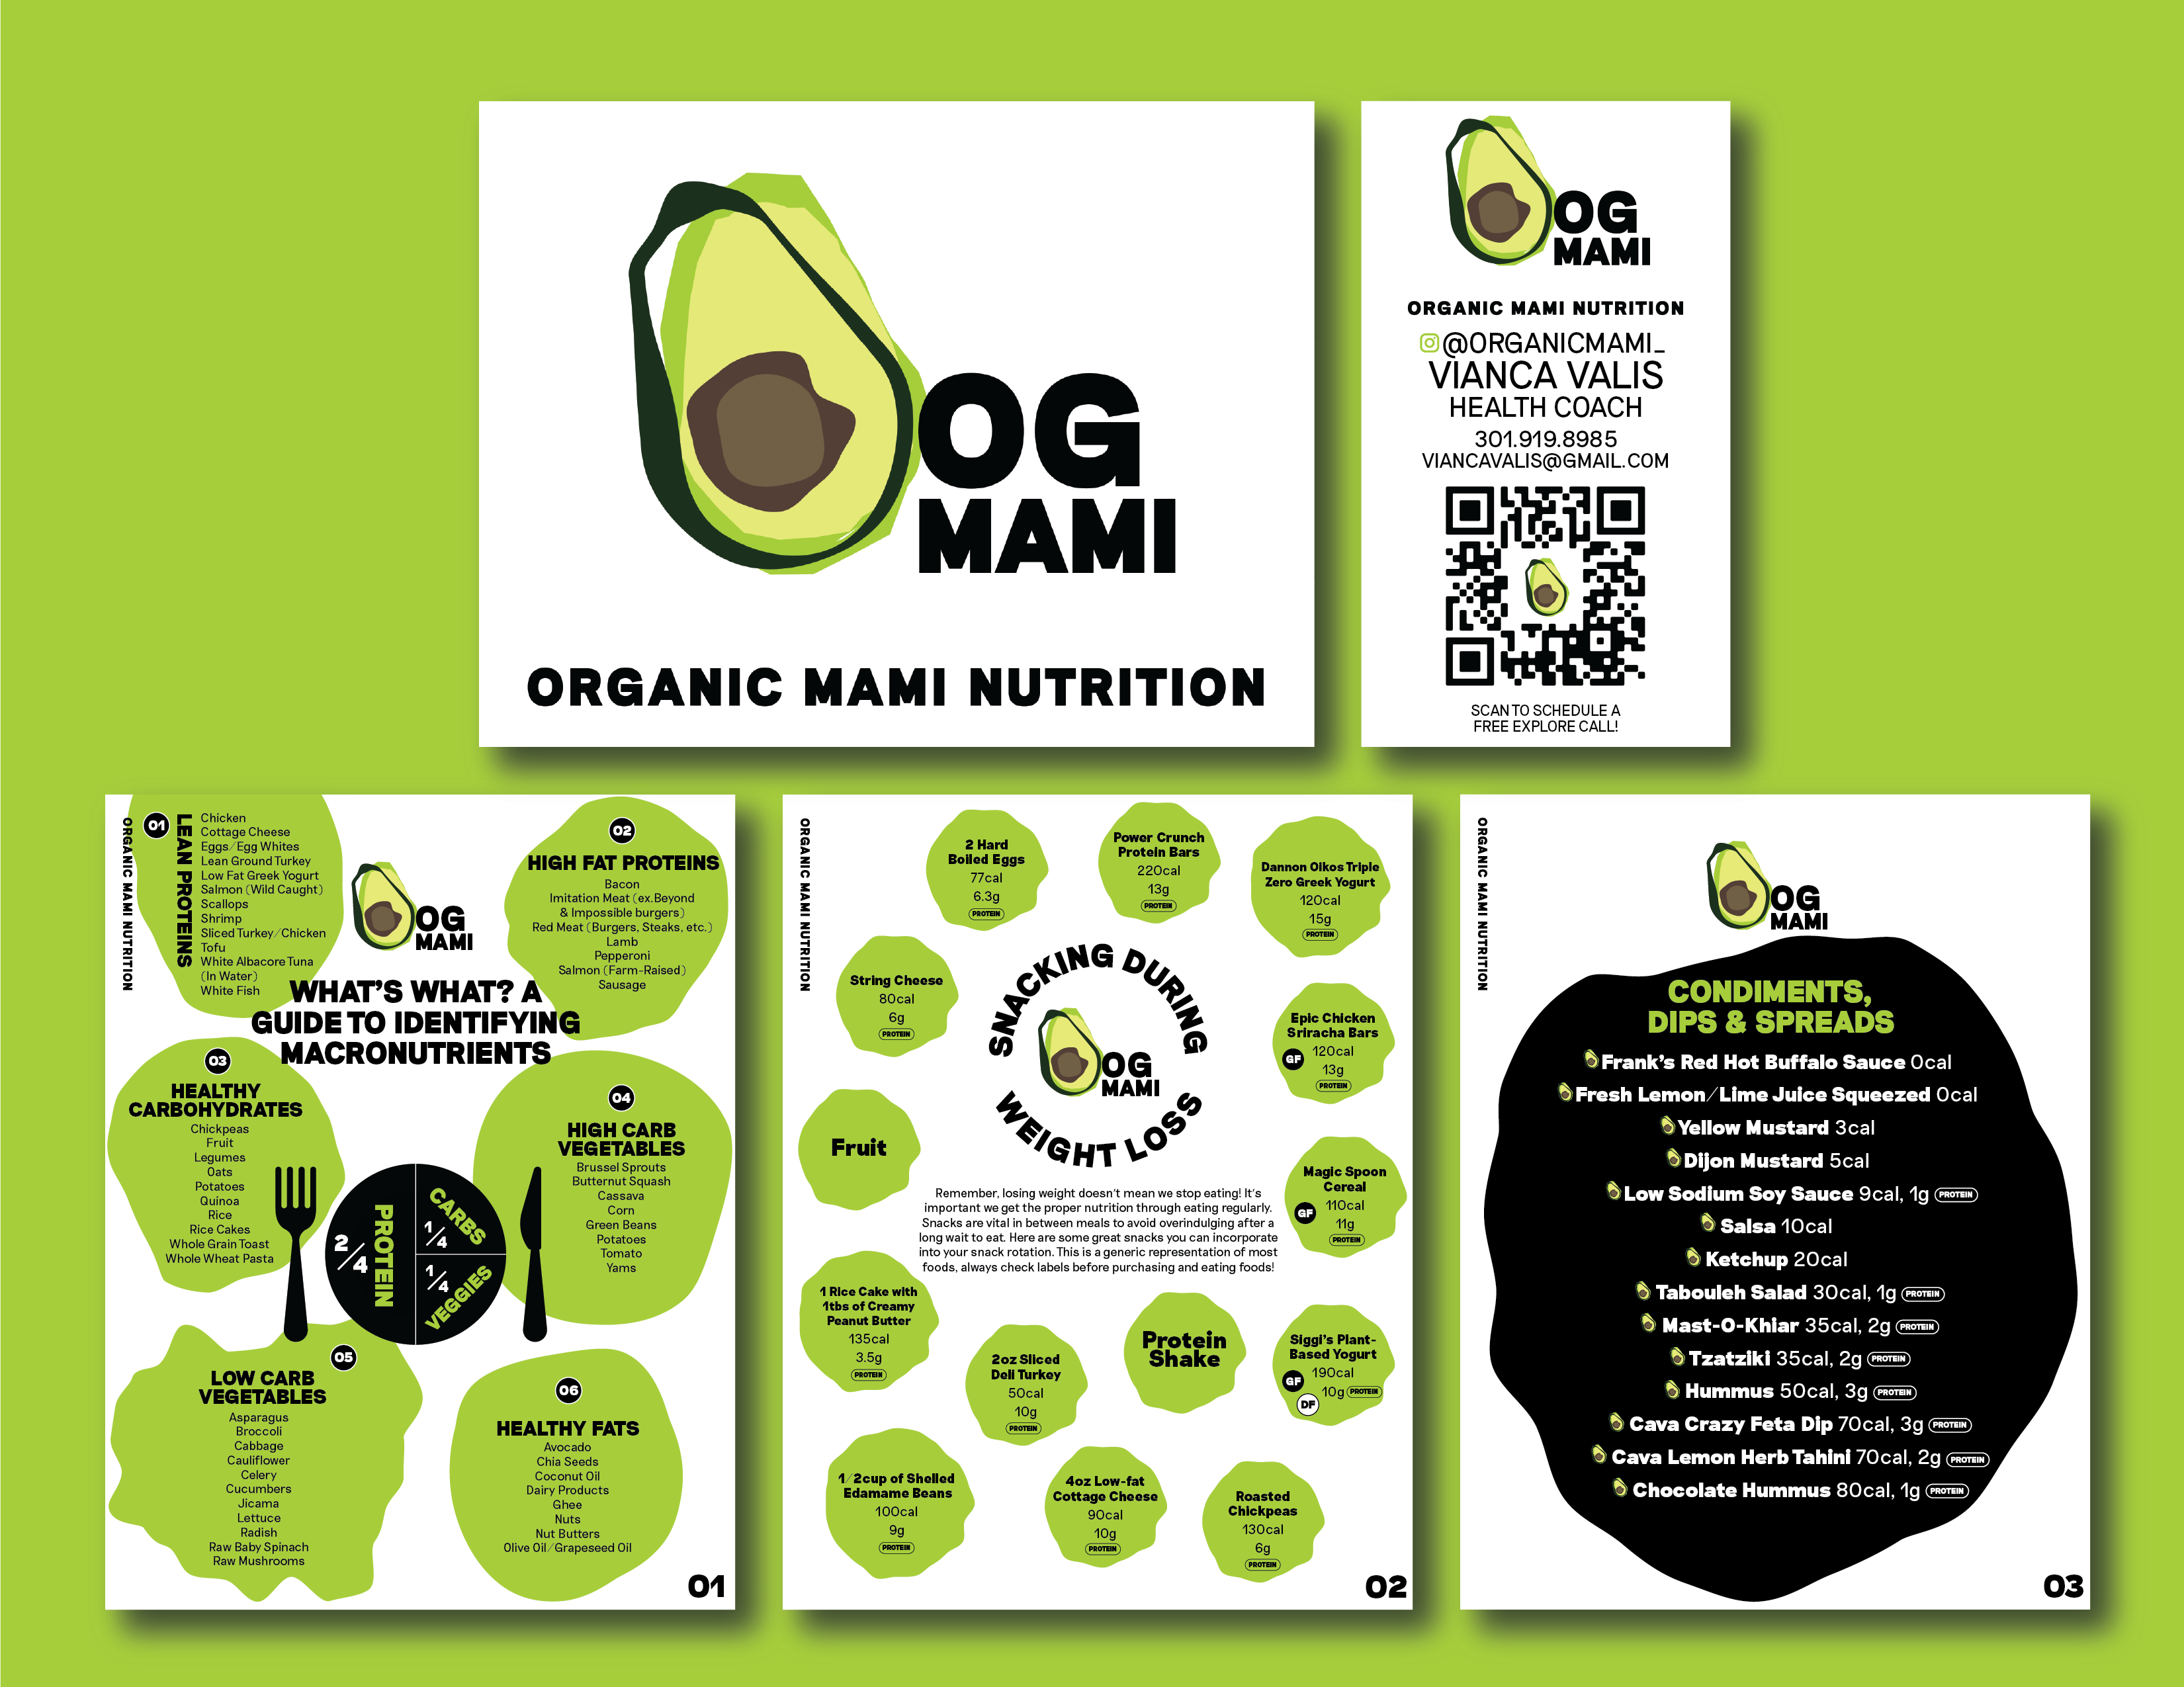 OG
MAMI
ORGANIC MAMI NUTRITION
OG
MAMI
ORGANIC MAMI NUTRITION
@ORGANICMAMI_
VIANCA VALIS
HEALTH COACH
301.919.8985
VIANCAVALIS@GMAIL.COM
SCAN TO SCHEDULE A
FREE EXPLORE CALL!
ORGANIC MAMI NUTRITION
01
LEAN PROTEINS
Chicken
Cottage Cheese
Eggs/Egg Whites
Lean Ground Turkey
Low Fat Greek Yogurt
Salmon (Wild Caught)
Scallops
Shrimp
Sliced Turkey/Chicken
Tofu
White Albacore Tuna
(In Water)
White Fish
OG
MAMI
02
HIGH FAT PROTEINS
Bacon
Imitation Meat (ex.Beyond
& Impossible burgers)
Red Meat (Burgers, Steaks, etc.)
Lamb
Pepperoni
Salmon (Farm-Raised)
Sausage
WHAT'S WHAT? A
GUIDE TO IDENTIFYING
MACRONUTRIENTS
03
HEALTHY
CARBOHYDRATES
Chickpeas
Fruit
Legumes
Oats
Potatoes
Quinoa
Rice
Rice Cakes
Whole Grain Toast
Whole Wheat Pasta
2/4
PROTEIN
CARBS
1/4
1/4
VEGGIES
04
HIGH CARB
VEGETABLES
Brussel Sprouts
Butternut Squash
Cassava
Corn
Green Beans
Potatoes
Tomato
Yams
05
LOW CARB
VEGETABLES
Asparagus
Broccoli
Cabbage
Cauliflower
Celery
Cucumbers
Jicama
Lettuce
Radish
Raw Baby Spinach
Raw Mushrooms
06
HEALTHY FATS
Avocado
Chia Seeds
Coconut Oil
Dairy Products
Ghee
Nuts
Nut Butters
Olive Oil/Grapeseed Oil
01
ORGANIC MAMI NUTRITION
2 Hard
Boiled Eggs
77cal
6.3g
PROTEIN
Power Crunch
Protein Bars
220cal
13g
PROTEIN
Dannon Oikos Triple
Zero Greek Yogurt
120cal
15g
PROTEIN
String Cheese
80cal
6g
PROTEIN
SNACKING DURING
OG
MAMI
WEIGHT LOSS
Epic Chicken
Sriracha Bars
GF
120cal
13g
PROTEIN
Fruit
Magic Spoon
Cereal
GF
110cal
11g
PROTEIN
Remember, losing weight doesn't mean we stop eating! It's
important we get the proper nutrition through eating regularly.
Snacks are vital in between meals to avoid overindulging after a
long wait to eat. Here are some great snacks you can incorporate
into your snack rotation. This is a generic representation of most
foods, always check labels before purchasing and eating foods!
1 Rice Cake with
1tbs of Creamy
Peanut Butter
135cal
3.5g
PROTEIN
2oz Sliced
Deli Turkey
50cal
10g
PROTEIN
Protein
Shake
Siggi's Plant-
Based Yogurt
GF
190cal
10g PROTEIN
DF
1/2cup of Shelled
Edamame Beans
100cal
9g
PROTEIN
4oz Low-fat
Cottage Cheese
90cal
10g
PROTEIN
Roasted
Chickpeas
130cal
6g
PROTEIN
02
ORGANIC MAMI NUTRITION
OG
MAMI
CONDIMENTS,
DIPS & SPREADS
Frank's Red Hot Buffalo Sauce 0cal
Fresh Lemon/Lime Juice Squeezed 0cal
Yellow Mustard 3cal
Dijon Mustard 5cal
Low Sodium Soy Sauce 9cal, 1g PROTEIN
Salsa 10cal
Ketchup 20cal
Tabouleh Salad 30cal, 1g PROTEIN
Mast-O-Khiar 35cal, 2g PROTEIN
Tzatziki 35cal, 2g PROTEIN
Hummus 50cal, 3g PROTEIN
Cava Crazy Feta Dip 70cal, 3g PROTEIN
Cava Lemon Herb Tahini 70cal, 2g PROTEIN
Chocolate Hummus 80cal, 1g PROTEIN
03